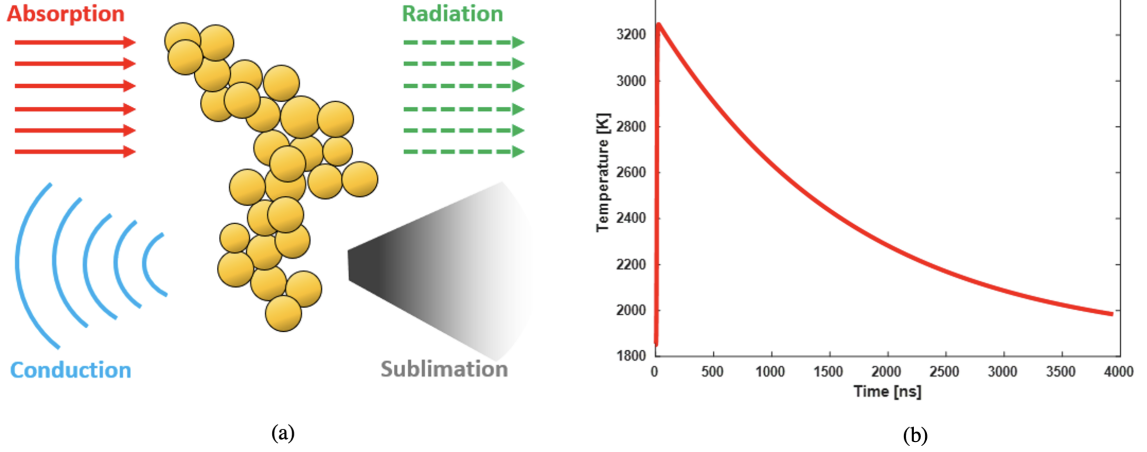 Absorption
Radiation
Conduction
Sublimation
(a)
Temperature [K]
3200
3000
2800
2600
2400
2200
2000
1800
0 500 1000 1500 2000 2500 3000 3500 4000
Time [ns]
(b)